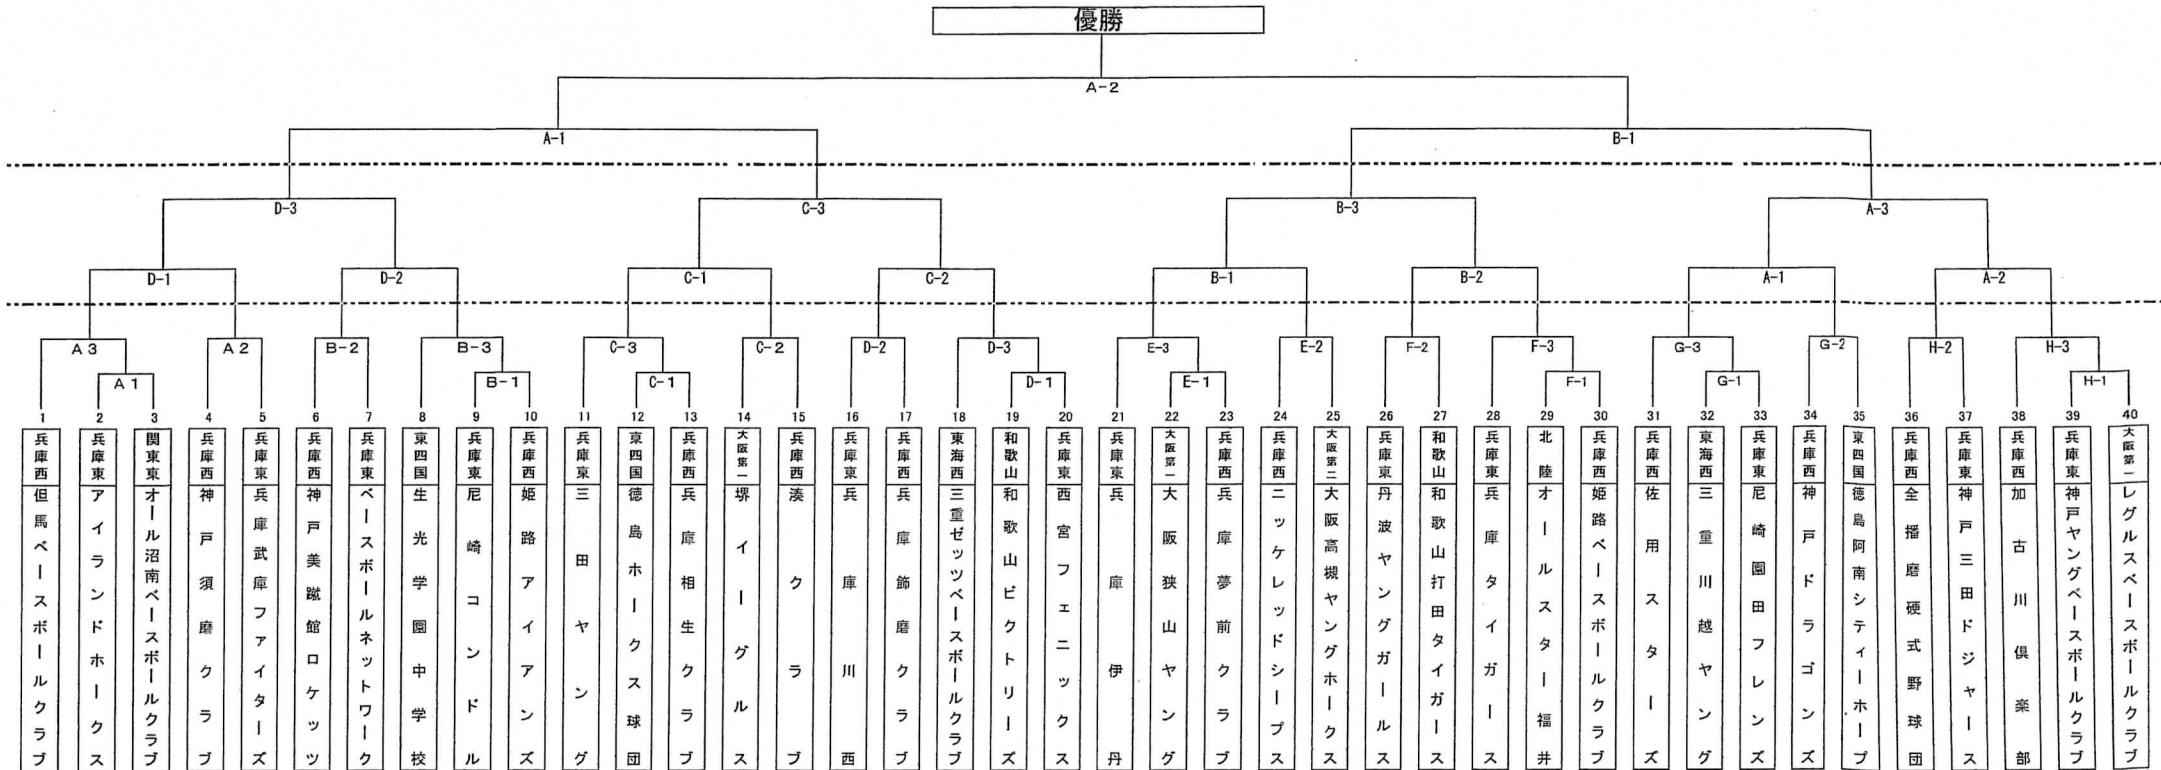 優勝
A-2
A-1
B-1
D-3
C-3
B-3
A-3
D-1
D-2
C-1
C-2
B-1
B-2
A-1
A-2
A3
A2
B-2
B-3
C-3
C-2
D-2
D-3
E-3
E-2
F-2
F-3
G-3
G-2
H-2
H-3
A1
B-1
C-1
D-1
E-1
F-1
G-1
H-1
1 兵庫西 但馬ベースボールクラブ
2 兵庫東 アイランドホークス
3 関東東 オール沼南ベースボールクラブ
4 兵庫西 神戸須磨クラブ
5 兵庫東 兵庫武庫ファイターズ
6 兵庫西 神戸美蹴館ロケッツ
7 兵庫東 ベースボールネットワーク
8 東四国 生光学園中学校
9 兵庫東 尼崎コンドル
10 兵庫西 姫路アイアンズ
11 兵庫東 三田ヤング
12 東四国 徳島ホークス球団
13 兵庫西 兵庫相生クラブ
14 大阪第一 堺イーグルス
15 兵庫西 湊クラブ
16 兵庫東 兵庫川西
17 兵庫西 兵庫飾磨クラブ
18 東海西 三重ゼッツベースボールクラブ
19 和歌山 和歌山ビクトリーズ
20 兵庫東 西宮フェニックス
21 兵庫東 兵庫伊丹
22 大阪第一 大阪狭山ヤング
23 兵庫西 兵庫夢前クラブ
24 兵庫西 ニッケレッドシープス
25 大阪第二 大阪高槻ヤングホークス
26 兵庫東 丹波ヤングガールス
27 和歌山 和歌山打田タイガース
28 兵庫東 兵庫タイガース
29 北陸 オールスター福井
30 兵庫西 姫路ベースボールクラブ
31 兵庫西 佐用スターズ
32 東海西 三重川越ヤング
33 兵庫東 尼崎園田フレンズ
34 兵庫西 神戸ドラゴンズ
35 東四国 徳島阿南シティーホープ
36 兵庫西 全播磨硬式野球団
37 兵庫東 神戸三田ドジャース
38 兵庫西 加古川倶楽部
39 兵庫東 神戸ヤングベースボールクラブ
40 大阪第二 レグルスベースボールクラブ